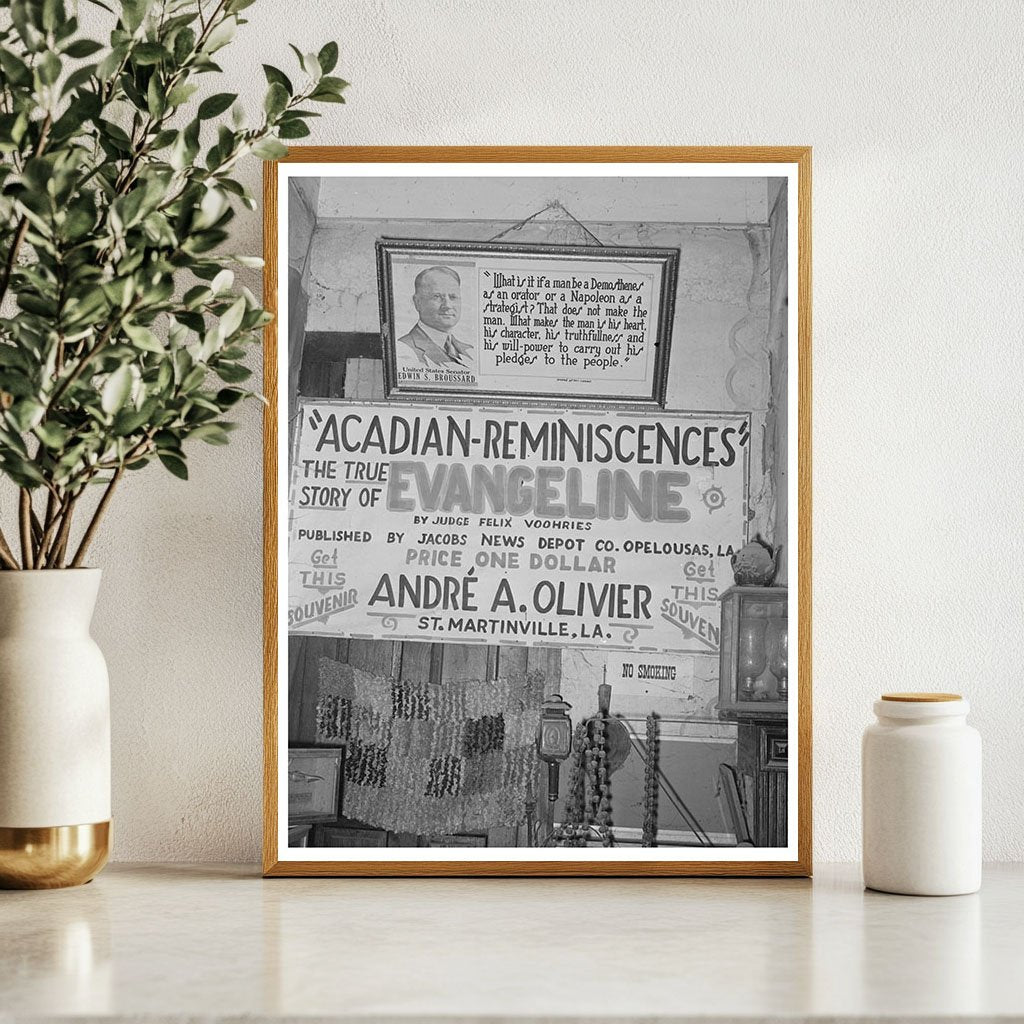 "What is it if a man be a Demosthenes
as an orator or a Napoleon as a
strategist? That does not make the
man. What makes the man is his heart,
his character, his truthfullness and
his will-power to carry out his
pledges to the people."
United States Senator
EDWIN S. BROUSSARD
"ACADIAN-REMINISCENCES"
THE TRUE
STORY OF EVANGELINE
BY JUDGE FELIX VOOHRIES
PUBLISHED BY JACOBS NEWS DEPOT CO. OPELOUSAS, LA
PRICE ONE DOLLAR
Get
THIS
SOUVENIR
ANDRÉ A. OLIVIER
ST. MARTINVILLE, LA.
Get
THIS
SOUVEN
NO SMOKING